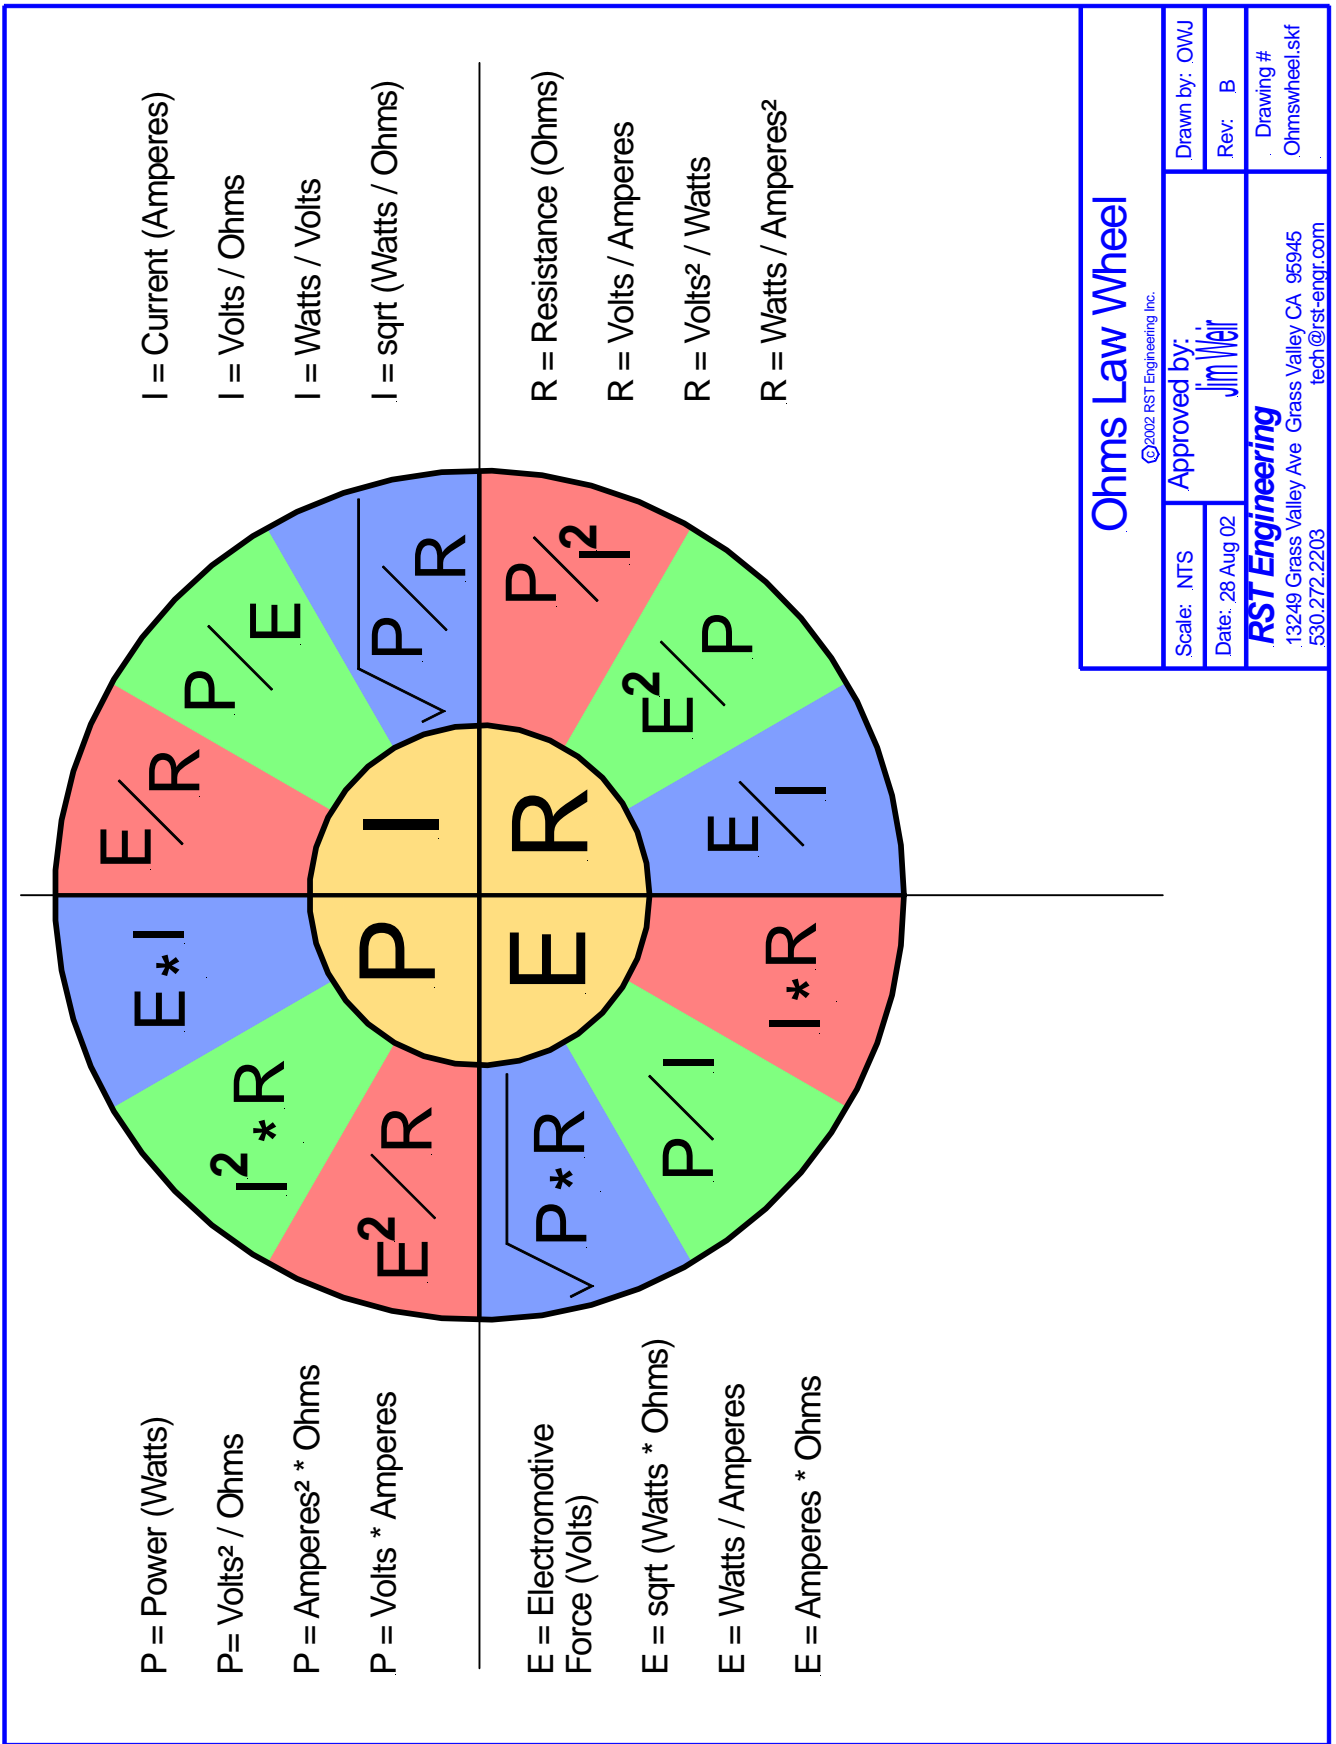 P = Power (Watts)
P= Volts² / Ohms
P = Amperes² * Ohms
P = Volts * Amperes
I = Current (Amperes)
I = Volts / Ohms
I = Watts / Volts
I = sqrt (Watts / Ohms)
E * I
I² * R
E² / R
E / R
P / E
√P / R
P
I
E
R
√P * R
P / I
I * R
P / I²
E² / P
E / I
E = Electromotive
Force (Volts)
E = sqrt (Watts * Ohms)
E = Watts / Amperes
E = Amperes * Ohms
R = Resistance (Ohms)
R = Volts / Amperes
R = Volts² / Watts
R = Watts / Amperes²
Ohms Law Wheel
©2002 RST Engineering Inc.
Scale: NTS
Approved by:
Jim Weir
Drawn by: OWJ
Date: 28 Aug 02
Rev: B
RST Engineering
13249 Grass Valley Ave Grass Valley CA 95945
530.272.2203 tech@rst-engr.com
Drawing #
Ohmswheel.skf